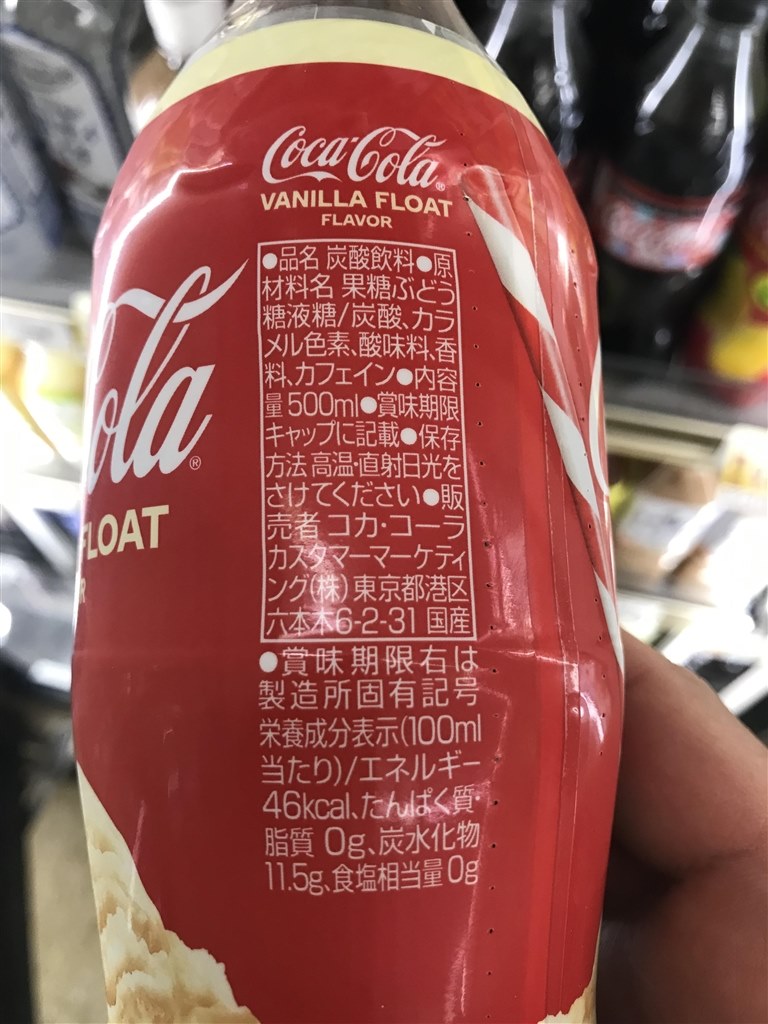 Coca-Cola®
VANILLA FLOAT
FLAVOR
●品名 炭酸飲料●原
材料名 果糖ぶどう
糖液糖/炭酸、カラ
メル色素、酸味料、香
料、カフェイン●内容
量 500ml●賞味期限
キャップに記載●保存
方法 高温・直射日光を
さけてください●販
売者 コカ・コーラ
カスタマーマーケティ
ング(株) 東京都港区
六本木6-2-31 国産
●賞味期限右は
製造所固有記号
栄養成分表示(100ml
当たり)/エネルギー
46kcal、たんぱく質・
脂質 0g、炭水化物
11.5g、食塩相当量 0g
ola®
FLOAT
R